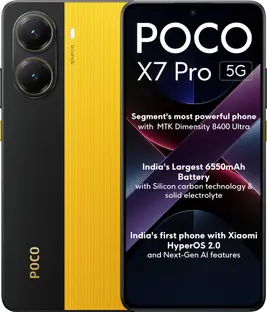 POCO
X7 Pro 5G
Segment's most powerful phone
with MTK Dimensity 8400 Ultra
India's Largest 6550mAh
Battery
with Silicon carbon technology &
solid electrolyte
India's first phone with Xiaomi
HyperOS 2.0
and Next-Gen AI features
POCO